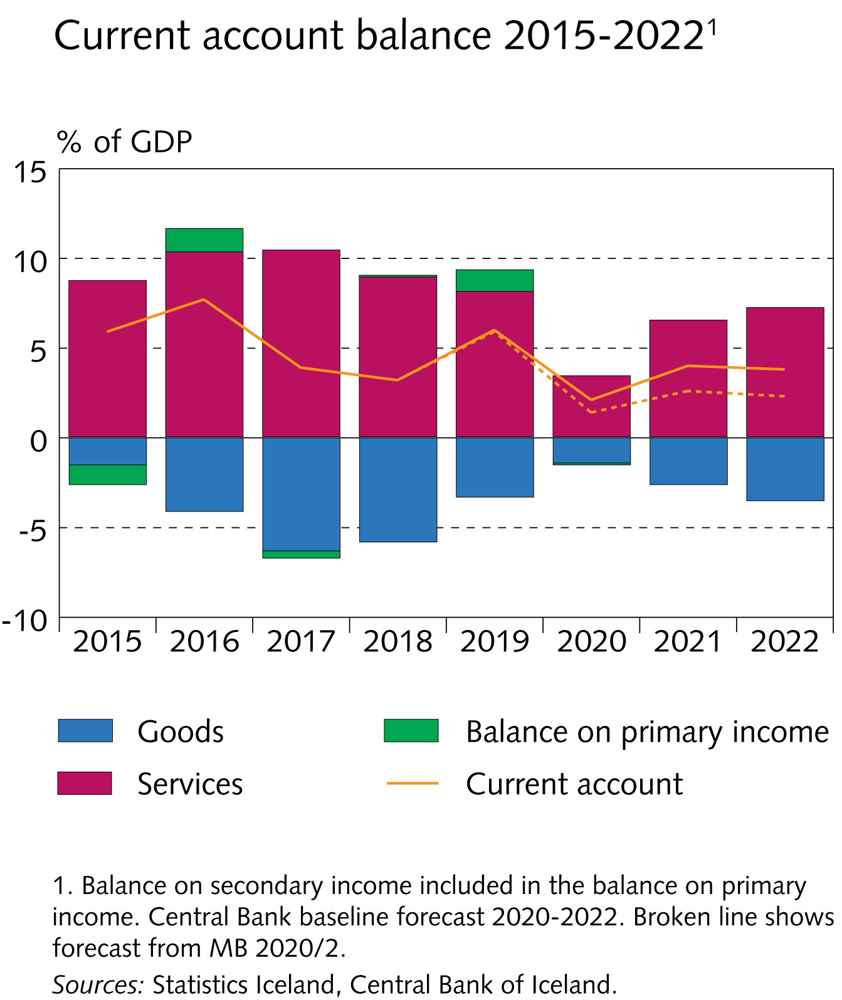 Current account balance 2015-2022¹
% of GDP
15
10
5
0
-5
-10
2015 2016 2017 2018 2019 2020 2021 2022
Goods
Balance on primary income
Services
Current account
1. Balance on secondary income included in the balance on primary
income. Central Bank baseline forecast 2020-2022. Broken line shows
forecast from MB 2020/2.
Sources: Statistics Iceland, Central Bank of Iceland.